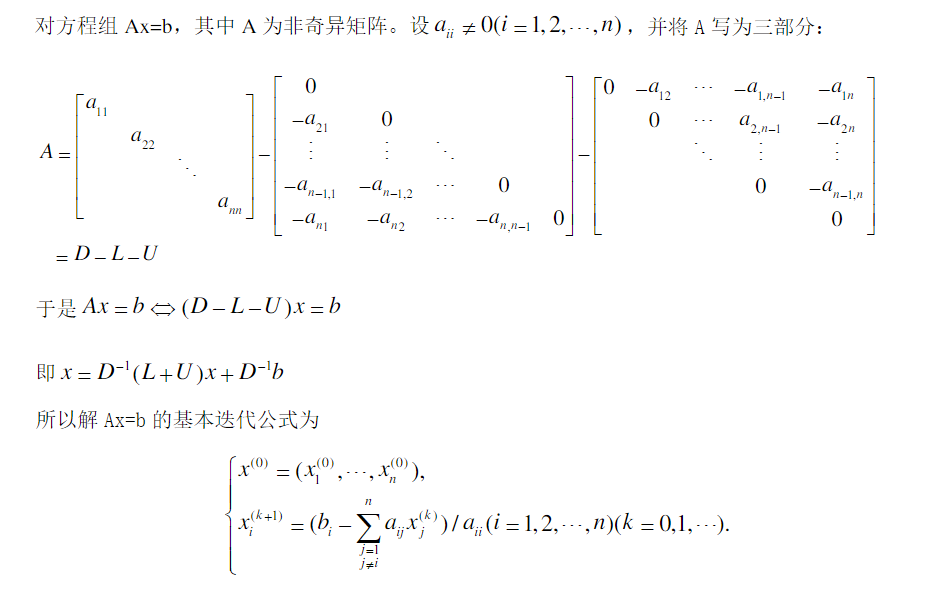 对方程组 Ax=b，其中 A 为非奇异矩阵。设 $a_{ii} \neq 0(i=1,2,\cdots,n)$，并将 A 写为三部分：
$A = \begin{bmatrix} a_{11} & & & \\ & a_{22} & & \\ & & \ddots & \\ & & & a_{nn} \end{bmatrix} - \begin{bmatrix} 0 & & & & \\ -a_{21} & 0 & & & \\ \vdots & \vdots & \ddots & & \\ -a_{n-1,1} & -a_{n-1,2} & \cdots & 0 & \\ -a_{n1} & -a_{n2} & \cdots & -a_{n,n-1} & 0 \end{bmatrix} - \begin{bmatrix} 0 & -a_{12} & \cdots & -a_{1,n-1} & -a_{1n} \\ & 0 & \cdots & a_{2,n-1} & -a_{2n} \\ & & \ddots & \vdots & \vdots \\ & & & 0 & -a_{n-1,n} \\ & & & & 0 \end{bmatrix}$
$= D-L-U$
于是 $Ax=b \Leftrightarrow (D-L-U)x=b$
即 $x = D^{-1}(L+U)x + D^{-1}b$
所以解 Ax=b 的基本迭代公式为
$\begin{cases} x^{(0)} = (x_1^{(0)}, \cdots, x_n^{(0)}), \\ x_i^{(k+1)} = (b_i - \sum_{\substack{j=1 \\ j \neq i}}^{n} a_{ij} x_j^{(k)}) / a_{ii} (i=1,2,\cdots,n)(k=0,1,\cdots). \end{cases}$